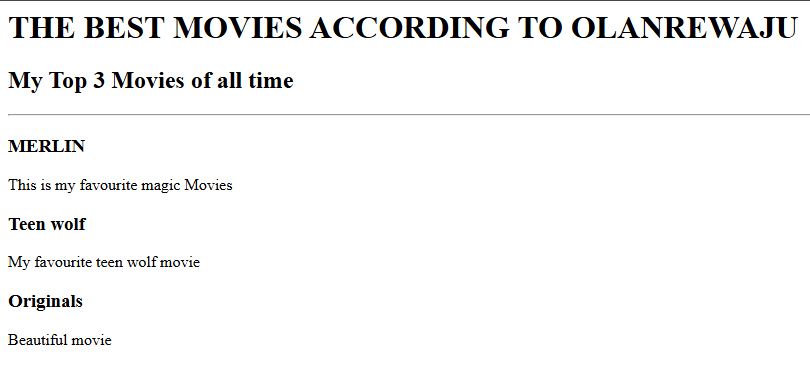 THE BEST MOVIES ACCORDING TO OLANREWAJU
My Top 3 Movies of all time
MERLIN
This is my favourite magic Movies
Teen wolf
My favourite teen wolf movie
Originals
Beautiful movie